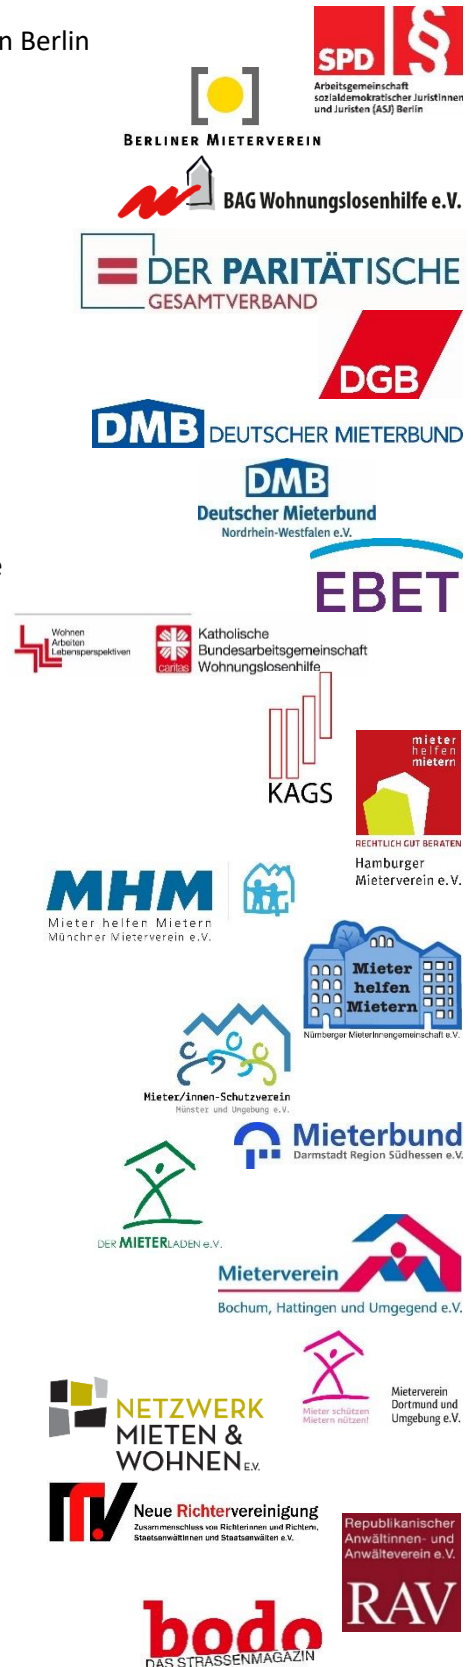 n Berlin
SPD §
Arbeitsgemeinschaft
sozialdemokratischer Juristinnen
und Juristen (ASJ) Berlin
BERLINER MIETERVEREIN
BAG Wohnungslosenhilfe e.V.
DER PARITÄTISCHE
GESAMTVERBAND
DGB
DMB DEUTSCHER MIETERBUND
DMB
Deutscher Mieterbund
Nordrhein-Westfalen e.V.
e
EBET
Wohnen
Arbeiten
Lebensperspektiven
caritas
Katholische
Bundesarbeitsgemeinschaft
Wohnungslosenhilfe
KAGS
mieter
helfen
mietern
RECHTLICH GUT BERATEN
Hamburger
Mieterverein e.V.
MHM
Mieter helfen Mietern
Münchner Mieterverein e.V.
Mieter
helfen
Mietern
Nürnberger MieterInnengemeinschaft e.V.
Mieter/innen-Schutzverein
Münster und Umgebung e.V.
Mieterbund
Darmstadt Region Südhessen e.V.
DER MIETERLADEN e.V.
Mieterverein
Bochum, Hattingen und Umgegend e.V.
Mieter schützen
Mietern nützen!
Mieterverein
Dortmund und
Umgebung e.V.
NETZWERK
MIETEN &
WOHNEN E.V.
Neue Richtervereinigung
Zusammenschluss von Richterinnen und Richtern,
Staatsanwältinnen und Staatsanwälten e.V.
Republikanischer
Anwältinnen- und
Anwälteverein e.V.
RAV
bodo
DAS STRASSENMAGAZIN